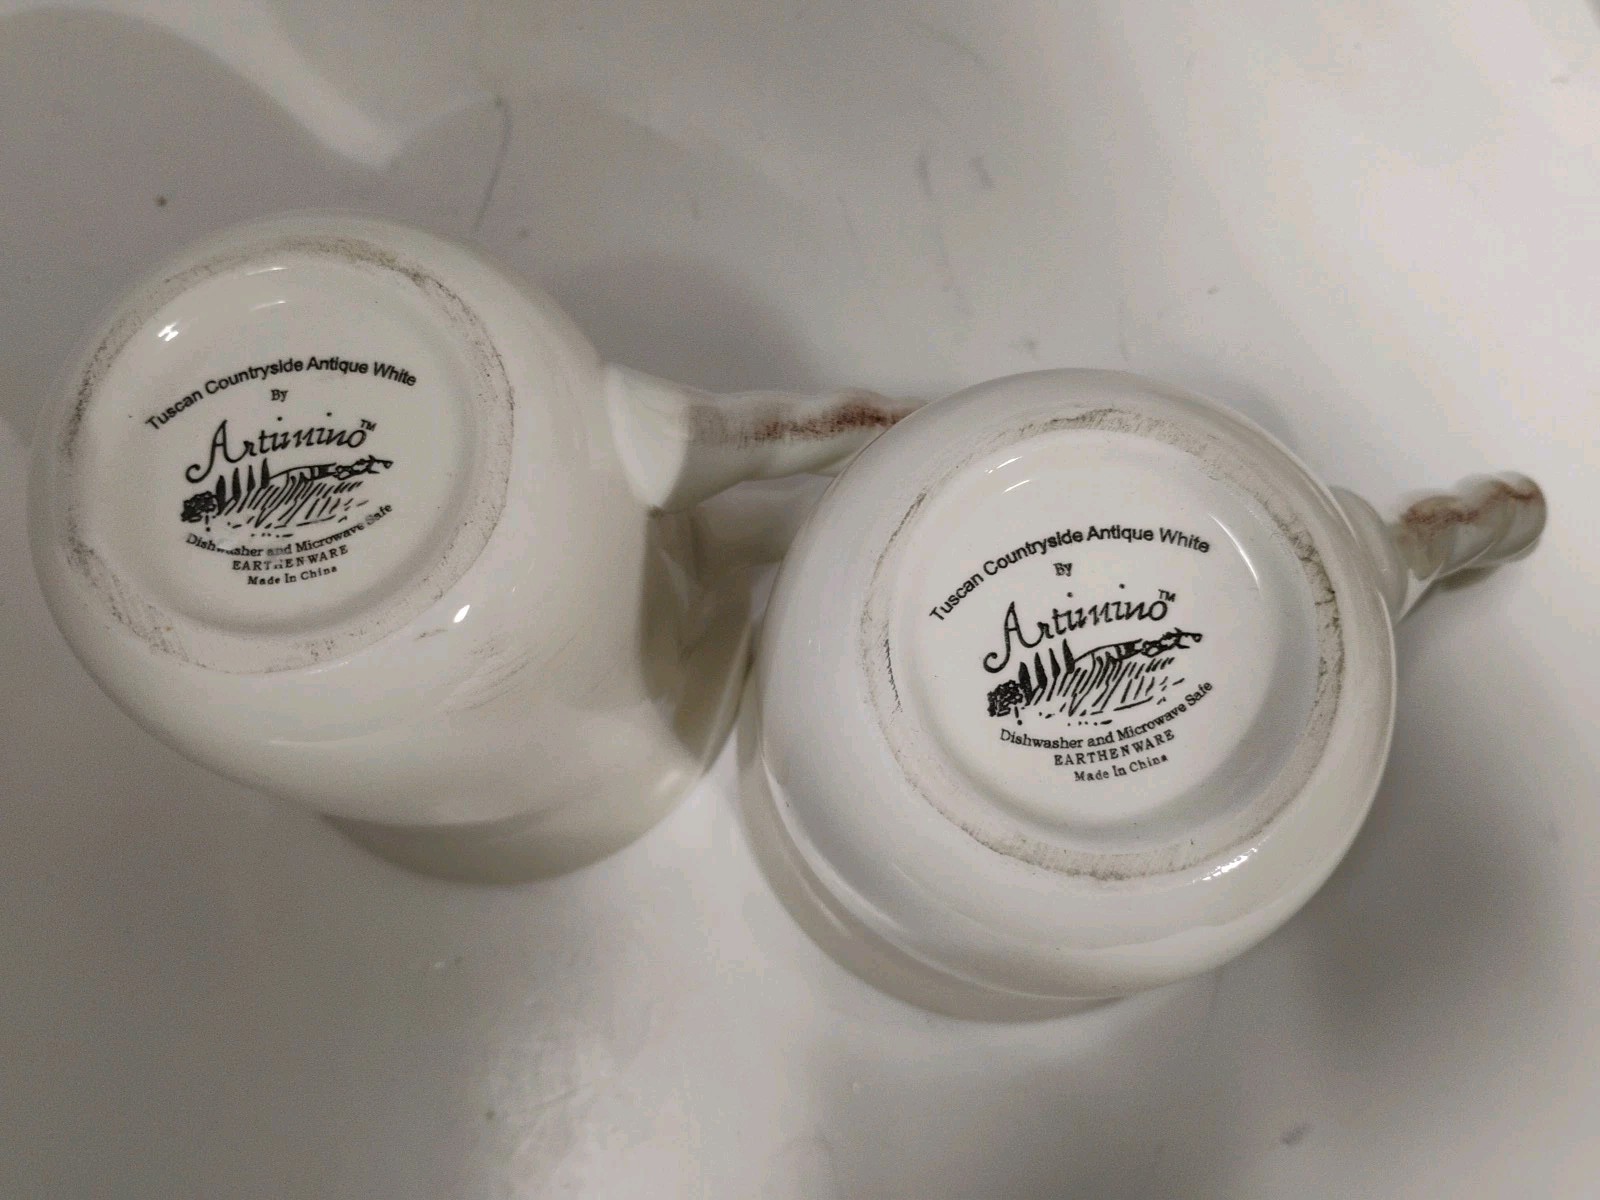 Tuscan Countryside Antique White
By
Artimino™
Dishwasher and Microwave Safe
EARTHENWARE
Made In China
Tuscan Countryside Antique White
By
Artimino™
Dishwasher and Microwave Safe
EARTHENWARE
Made In China